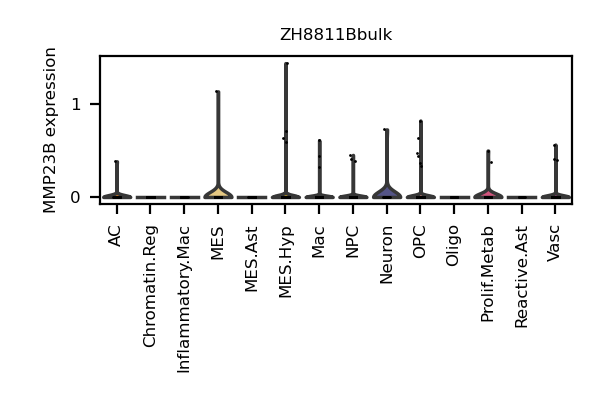 ZH8811Bbulk
MMP23B expression
1
0
AC
Chromatin.Reg
Inflammatory.Mac
MES
MES.Ast
MES.Hyp
Mac
NPC
Neuron
OPC
Oligo
Prolif.Metab
Reactive.Ast
Vasc